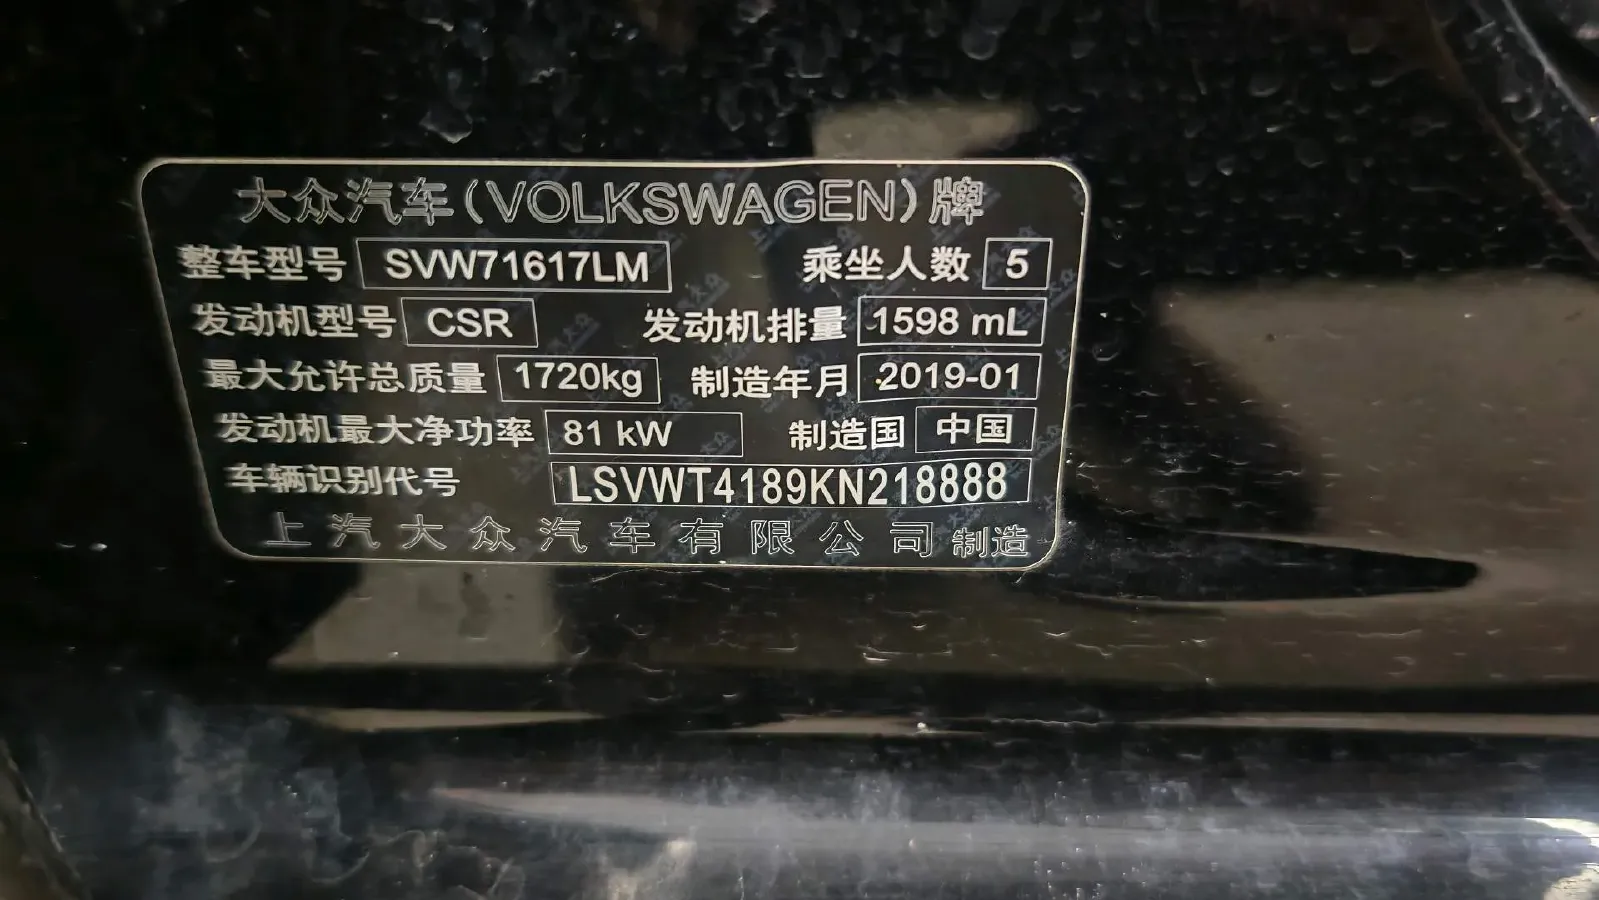 大众汽车(VOLKSWAGEN)牌
整车型号 SVW71617LM 乘坐人数 5
发动机型号 CSR 发动机排量 1598 mL
最大允许总质量 1720kg 制造年月 2019-01
发动机最大净功率 81 kW 制造国 中国
车辆识别代号 LSVWT4189KN218888
上汽大众汽车有限公司 制造